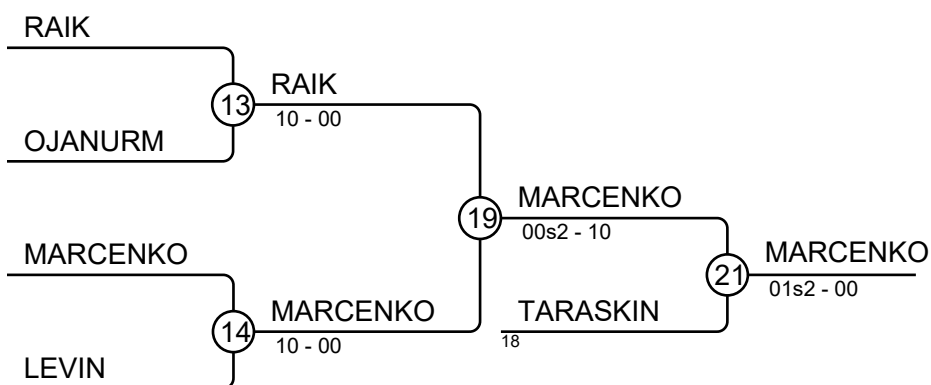 RAIK
13
RAIK
10 - 00
OJANURM
19
MARCENKO
00s2 - 10
MARCENKO
14
MARCENKO
10 - 00
LEVIN
21
MARCENKO
01s2 - 00
TARASKIN
18